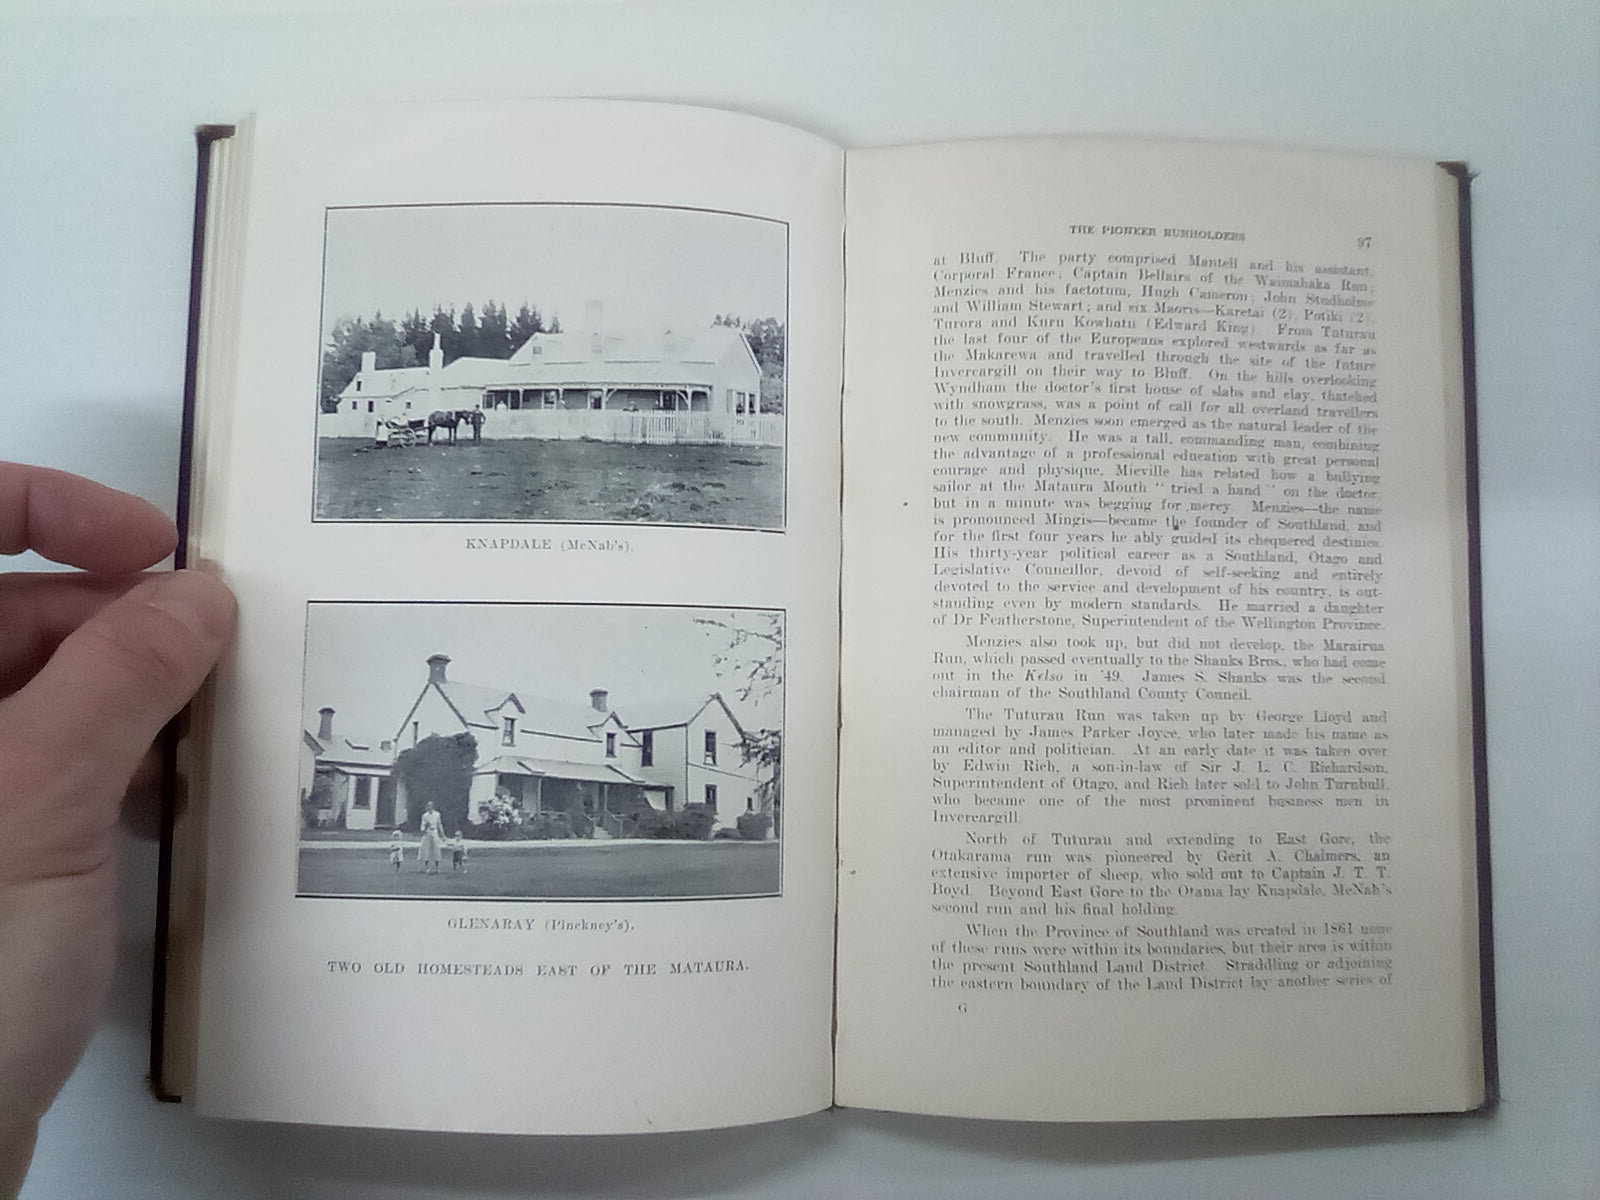 KNAPDALE (McNab's).
GLENARAY (Pinckney's).
TWO OLD HOMESTEADS EAST OF THE MATAURA.
THE PIONEER RUNHOLDERS 97
at Bluff. The party comprised Mantell and his assistant,
Corporal France; Captain Bellairs of the Waimahaka Run;
Menzies and his factotum, Hugh Cameron; John Studholme
and William Stewart; and six Maoris—Karetai (2), Potiki (2),
Turora and Kuru Kowhatu (Edward King). From Tuturau
the last four of the Europeans explored westwards as far as
the Makarewa and travelled through the site of the future
Invercargill on their way to Bluff. On the hills overlooking
Wyndham the doctor's first house of slabs and clay, thatched
with snowgrass, was a point of call for all overland travellers
to the south. Menzies soon emerged as the natural leader of the
new community. He was a tall, commanding man, combining
the advantage of a professional education with great personal
courage and physique. Mieville has related how a bullying
sailor at the Mataura Mouth "tried a hand" on the doctor,
but in a minute was begging for mercy. Menzies—the name
is pronounced Mingis—became the founder of Southland, and
for the first four years he ably guided its chequered destinies.
His thirty-year political career as a Southland, Otago and
Legislative Councillor, devoid of self-seeking and entirely
devoted to the service and development of his country, is out-
standing even by modern standards. He married a daughter
of Dr Featherstone, Superintendent of the Wellington Province.
Menzies also took up, but did not develop, the Marairua
Run, which passed eventually to the Shanks Bros., who had come
out in the Kelso in '49. James S. Shanks was the second
chairman of the Southland County Council.
The Tuturau Run was taken up by George Lloyd and
managed by James Parker Joyce, who later made his name as
an editor and politician. At an early date it was taken over
by Edwin Rich, a son-in-law of Sir J. L. C. Richardson,
Superintendent of Otago, and Rich later sold to John Turnbull,
who became one of the most prominent business men in
Invercargill.
North of Tuturau and extending to East Gore, the
Otakarama run was pioneered by Gerit A. Chalmers, an
extensive importer of sheep, who sold out to Captain J. T. T.
Boyd. Beyond East Gore to the Otama lay Knapdale, McNab's
second run and his final holding.
When the Province of Southland was created in 1861 none
of these runs were within its boundaries, but their area is within
the present Southland Land District. Straddling or adjoining
the eastern boundary of the Land District lay another series of
G